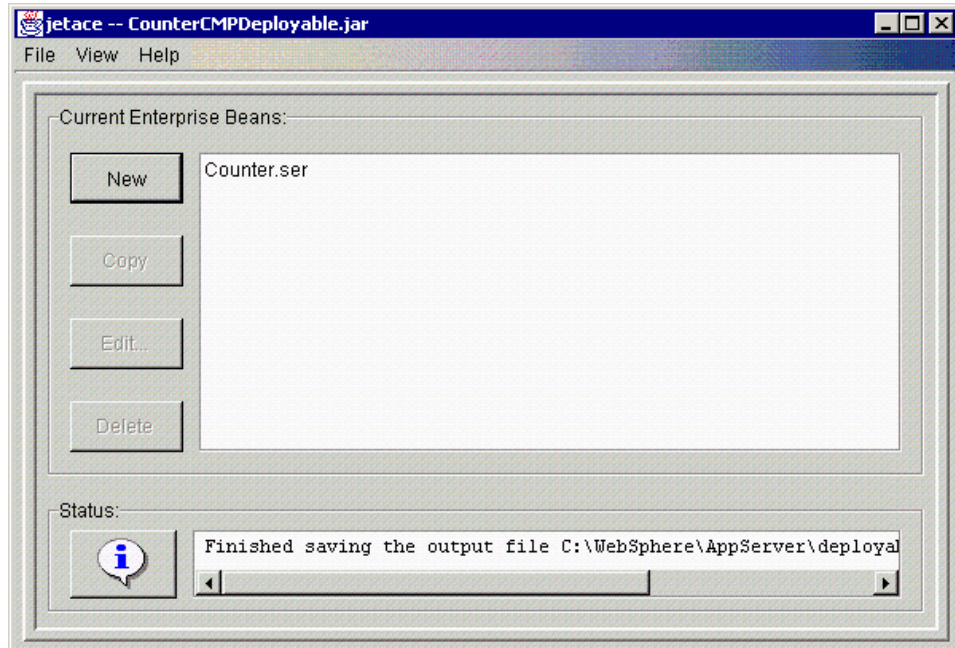 jetace -- CounterCMPDeployable.jar
File View Help
Current Enterprise Beans:
New
Counter.ser
Copy
Edit...
Delete
Status:
Finished saving the output file C:\WebSphere\AppServer\deploya